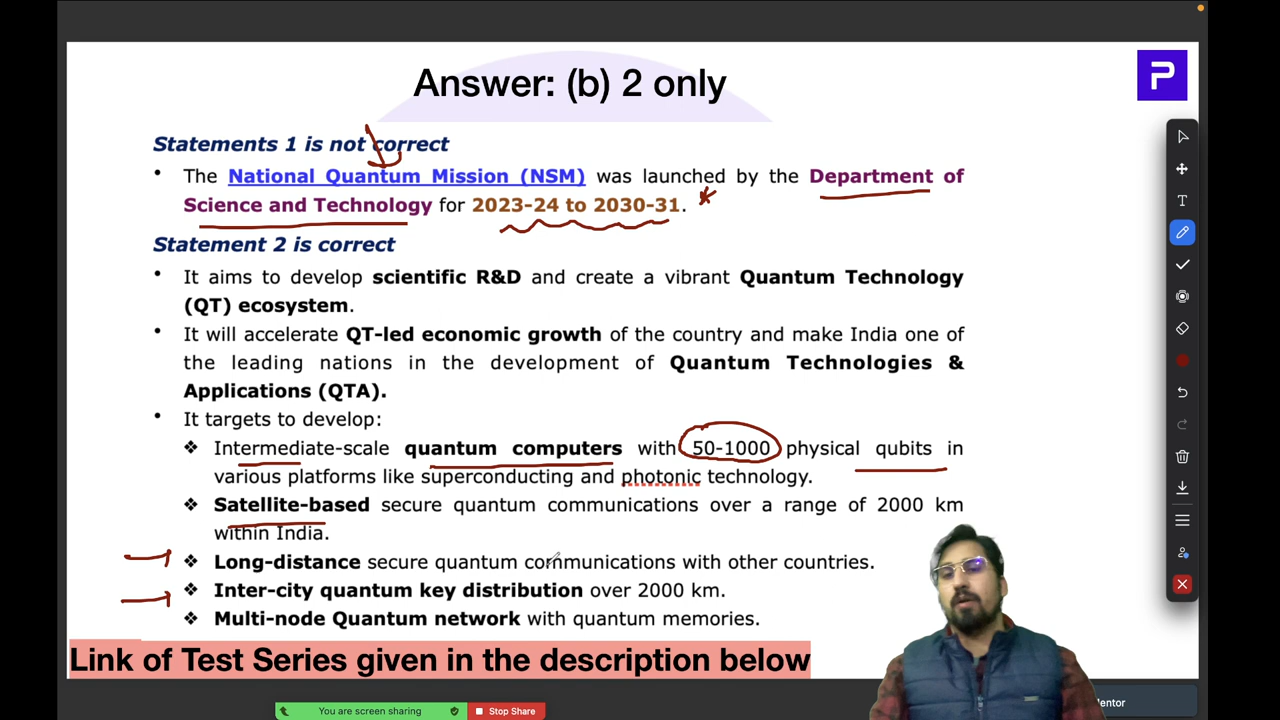 Answer: (b) 2 only
P
Statements 1 is not correct
• The National Quantum Mission (NSM) was launched by the Department of
Science and Technology for 2023-24 to 2030-31.
Statement 2 is correct
• It aims to develop scientific R&D and create a vibrant Quantum Technology
(QT) ecosystem.
• It will accelerate QT-led economic growth of the country and make India one of
the leading nations in the development of Quantum Technologies &
Applications (QTA).
• It targets to develop:
❖ Intermediate-scale quantum computers with 50-1000 physical qubits in
various platforms like superconducting and photonic technology.
❖ Satellite-based secure quantum communications over a range of 2000 km
within India.
❖ Long-distance secure quantum communications with other countries.
❖ Inter-city quantum key distribution over 2000 km.
❖ Multi-node Quantum network with quantum memories.
Link of Test Series given in the description below
You are screen sharing
Stop Share